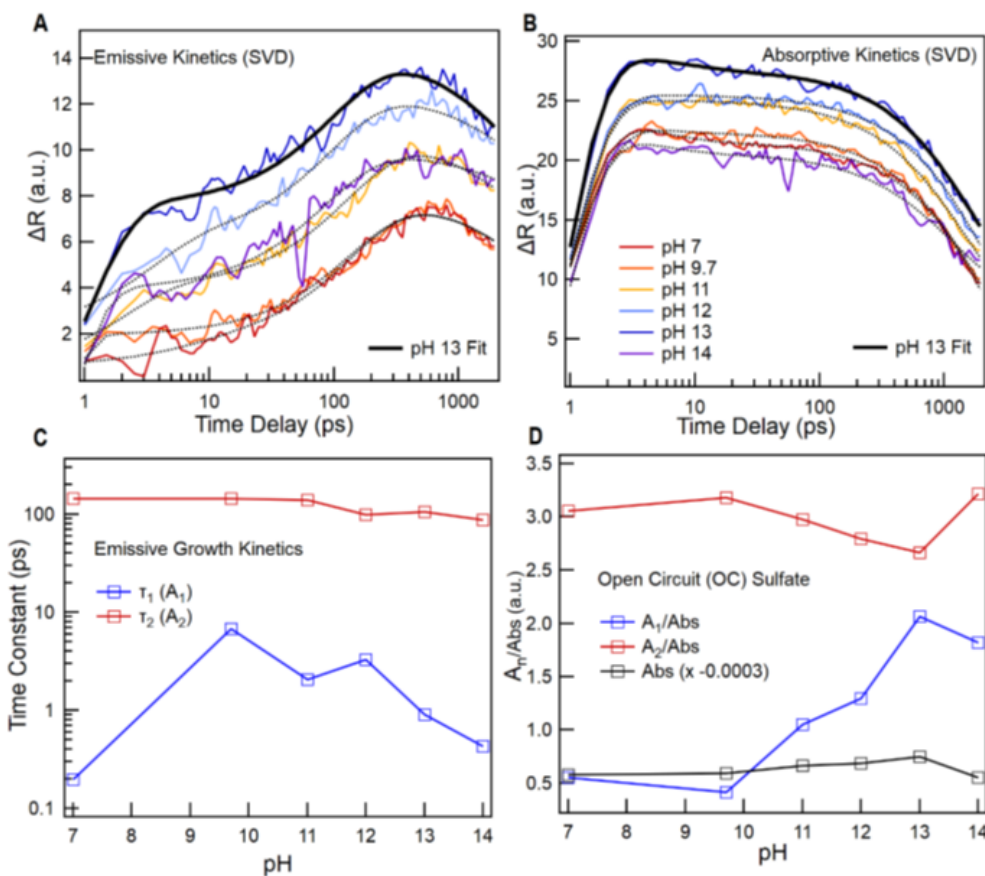 A
Emissive Kinetics (SVD)
14
12
10
8
6
4
2
ΔR (a.u.)
pH 13 Fit
1
10
100
1000
Time Delay (ps)
B
Absorptive Kinetics (SVD)
30
25
20
15
10
5
ΔR (a.u.)
pH 7
pH 9.7
pH 11
pH 12
pH 13
pH 14
pH 13 Fit
1
10
100
1000
Time Delay (ps)
C
100
10
1
0.1
Time Constant (ps)
Emissive Growth Kinetics
τ₁ (A₁)
τ₂ (A₂)
7
8
9
10
11
12
13
14
pH
D
3.5
3.0
2.5
2.0
1.5
1.0
0.5
Aₙ/Abs (a.u.)
Open Circuit (OC) Sulfate
A₁/Abs
A₂/Abs
Abs (x -0.0003)
7
8
9
10
11
12
13
14
pH